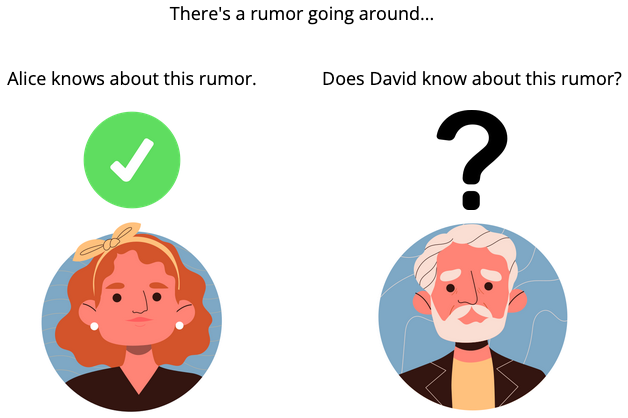 There's a rumor going around...
Alice knows about this rumor.
Does David know about this rumor?
?